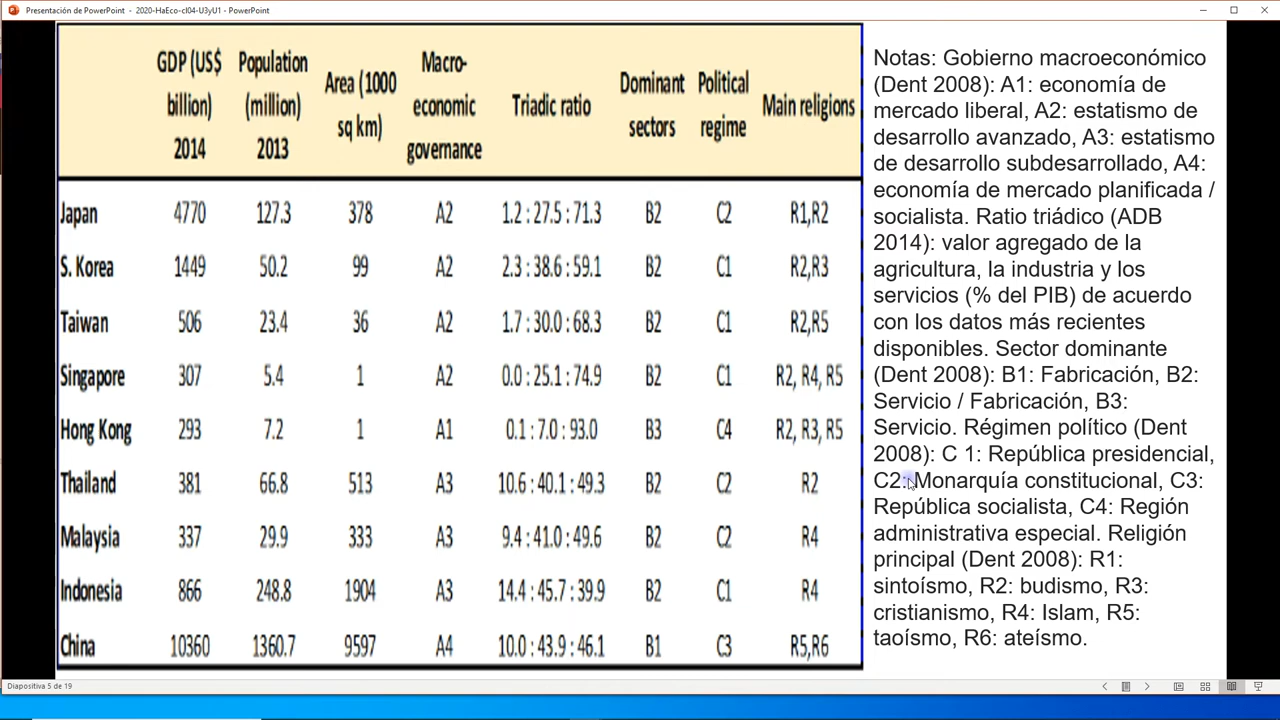 Presentación de PowerPoint - 2020-HaEco-cl04-U3yU1 - PowerPoint
GDP (US$ billion) 2014 Population (million) 2013 Area (1000 sq km) Macro-economic governance Triadic ratio Dominant sectors Political regime Main religions
Japan 4770 127.3 378 A2 1.2 : 27.5 : 71.3 B2 C2 R1,R2
S. Korea 1449 50.2 99 A2 2.3 : 38.6 : 59.1 B2 C1 R2,R3
Taiwan 506 23.4 36 A2 1.7 : 30.0 : 68.3 B2 C1 R2,R5
Singapore 307 5.4 1 A2 0.0 : 25.1 : 74.9 B2 C1 R2, R4, R5
Hong Kong 293 7.2 1 A1 0.1 : 7.0 : 93.0 B3 C4 R2, R3, R5
Thailand 381 66.8 513 A3 10.6 : 40.1 : 49.3 B2 C2 R2
Malaysia 337 29.9 333 A3 9.4 : 41.0 : 49.6 B2 C2 R4
Indonesia 866 248.8 1904 A3 14.4 : 45.7 : 39.9 B2 C1 R4
China 10360 1360.7 9597 A4 10.0 : 43.9 : 46.1 B1 C3 R5,R6
Notas: Gobierno macroeconómico
(Dent 2008): A1: economía de
mercado liberal, A2: estatismo de
desarrollo avanzado, A3: estatismo
de desarrollo subdesarrollado, A4:
economía de mercado planificada /
socialista. Ratio triádico (ADB
2014): valor agregado de la
agricultura, la industria y los
servicios (% del PIB) de acuerdo
con los datos más recientes
disponibles. Sector dominante
(Dent 2008): B1: Fabricación, B2:
Servicio / Fabricación, B3:
Servicio. Régimen político (Dent
2008): C 1: República presidencial,
C2: Monarquía constitucional, C3:
República socialista, C4: Región
administrativa especial. Religión
principal (Dent 2008): R1:
sintoísmo, R2: budismo, R3:
cristianismo, R4: Islam, R5:
taoísmo, R6: ateísmo.
Diapositiva 5 de 19